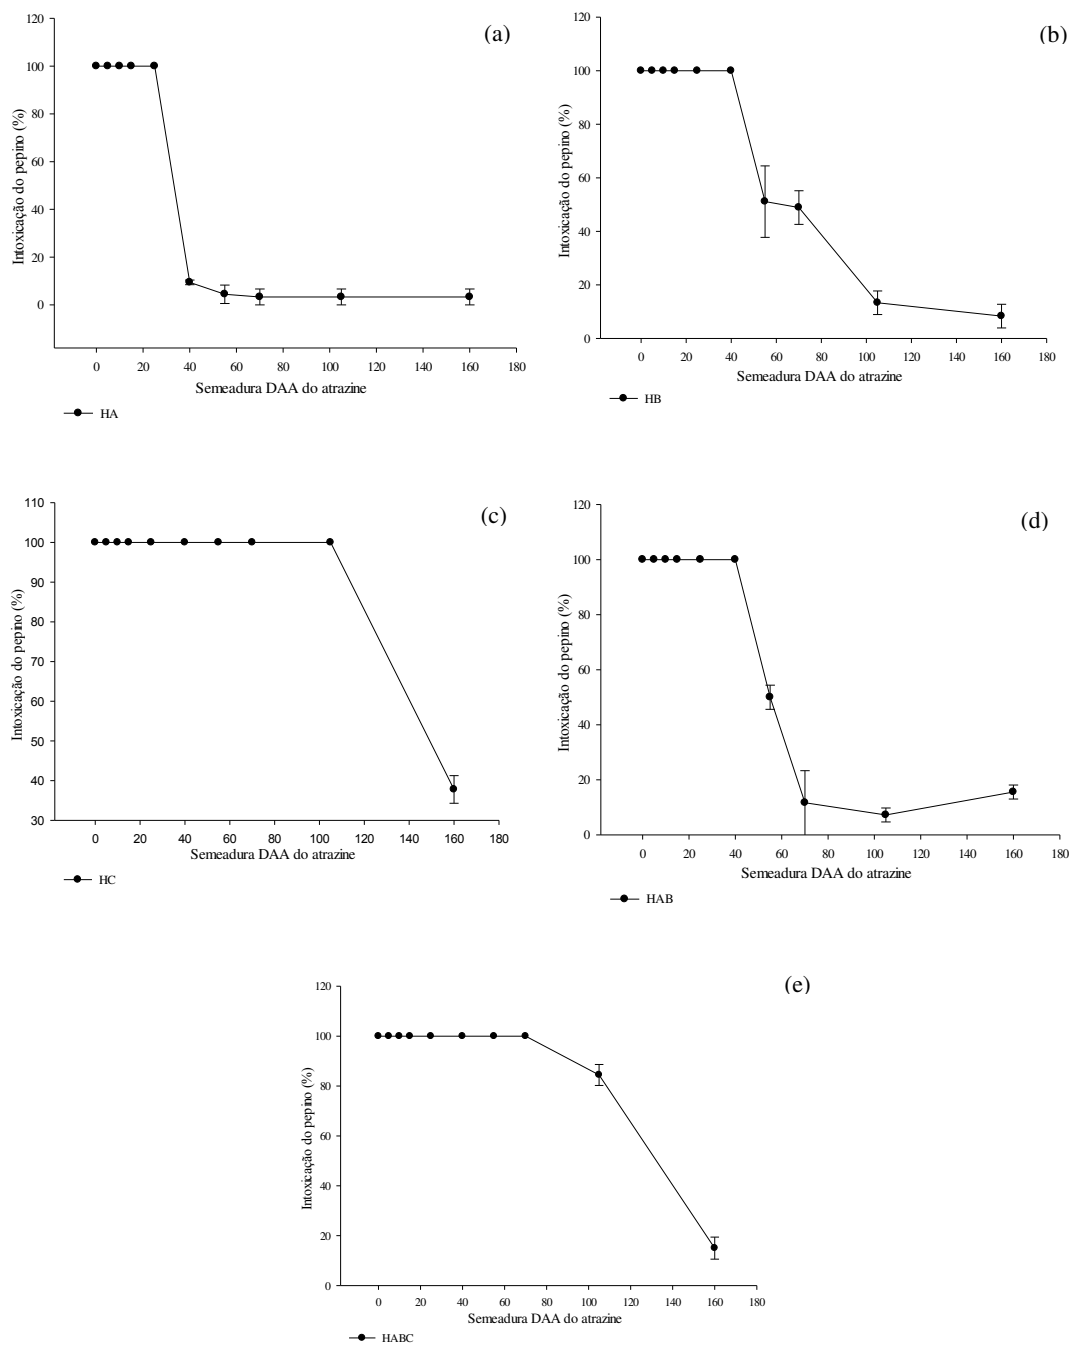 (a)
120
100
80
60
40
20
0
Intoxicação do pepino (%)
0 20 40 60 80 100 120 140 160 180
Semeadura DAA do atrazine
HA
(b)
120
100
80
60
40
20
0
Intoxicação do pepino (%)
0 20 40 60 80 100 120 140 160 180
Semeadura DAA do atrazine
HB
(c)
110
100
90
80
70
60
50
40
30
Intoxicação do pepino (%)
0 20 40 60 80 100 120 140 160 180
Semeadura DAA do atrazine
HC
(d)
120
100
80
60
40
20
0
Intoxicação do pepino (%)
0 20 40 60 80 100 120 140 160 180
Semeadura DAA do atrazine
HAB
(e)
120
100
80
60
40
20
0
Intoxicação do pepino (%)
0 20 40 60 80 100 120 140 160 180
Semeadura DAA do atrazine
HABC